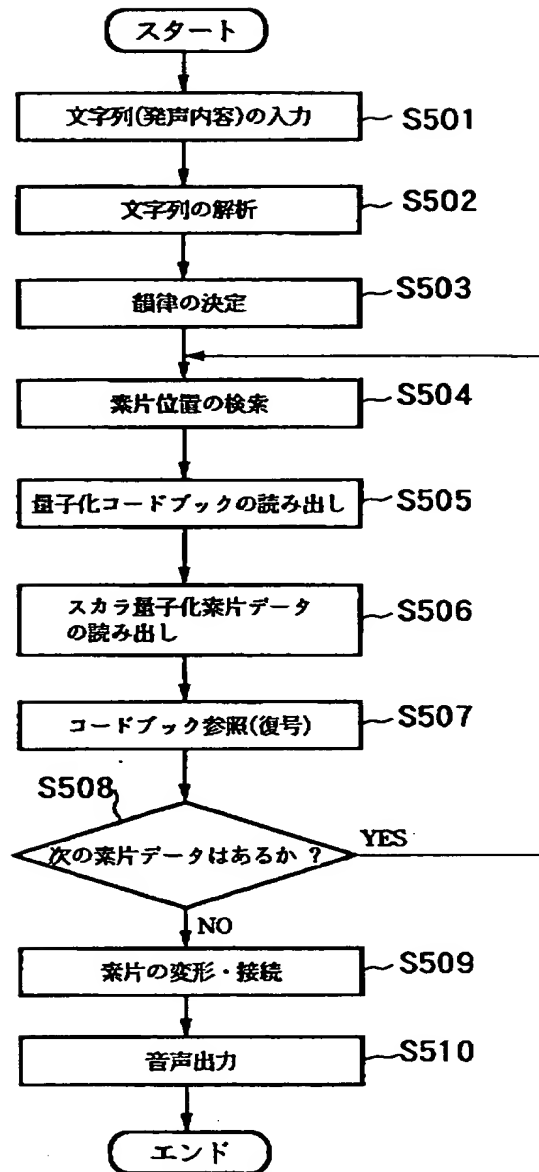 スタート
文字列(発声内容)の入力
S501
文字列の解析
S502
韻律の決定
S503
素片位置の検索
S504
量子化コードブックの読み出し
S505
スカラ量子化素片データ
の読み出し
S506
コードブック参照(復号)
S507
S508
次の素片データはあるか ?
YES
NO
素片の変形・接続
S509
音声出力
S510
エンド